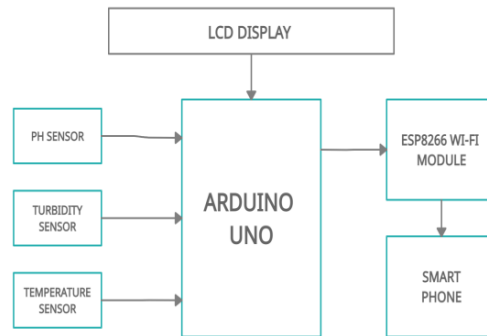 LCD DISPLAY
PH SENSOR
TURBIDITY
SENSOR
TEMPERATURE
SENSOR
ARDUINO
UNO
ESP8266 WI-FI
MODULE
SMART
PHONE